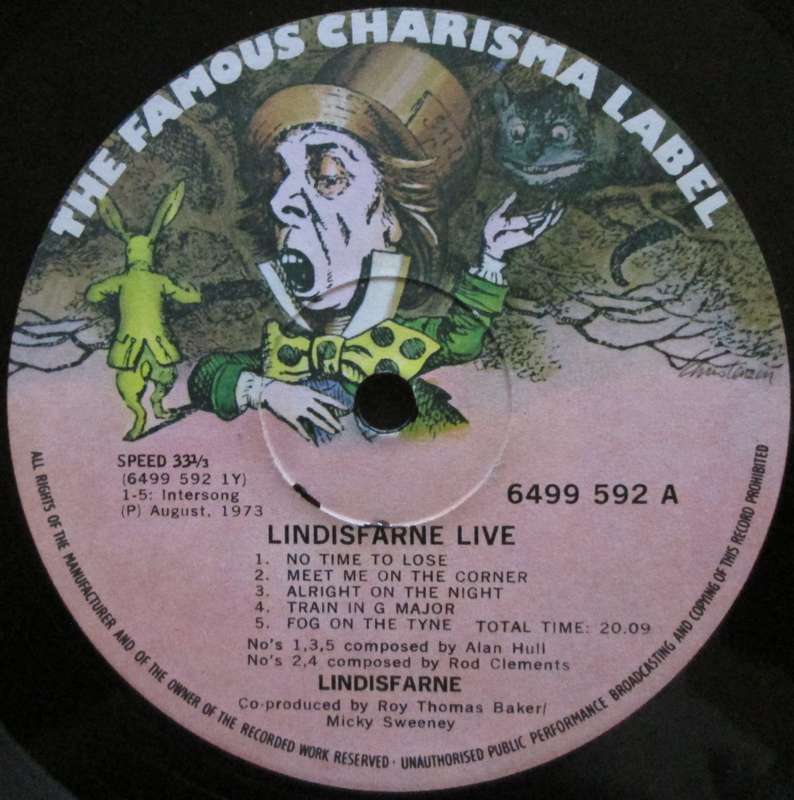 THE FAMOUS CHARISMA LABEL
Christensen
SPEED 33⅓
(6499 592 1Y)
1-5: Intersong
(P) August, 1973
6499 592 A
LINDISFARNE LIVE
1. NO TIME TO LOSE
2. MEET ME ON THE CORNER
3. ALRIGHT ON THE NIGHT
4. TRAIN IN G MAJOR
5. FOG ON THE TYNE TOTAL TIME: 20.09
No's 1,3,5 composed by Alan Hull
No's 2,4 composed by Rod Clements
LINDISFARNE
Co-produced by Roy Thomas Baker/
Micky Sweeney
ALL RIGHTS OF THE MANUFACTURER AND OF THE OWNER OF THE RECORDED WORK RESERVED · UNAUTHORISED PUBLIC PERFORMANCE BROADCASTING AND COPYING OF THIS RECORD PROHIBITED